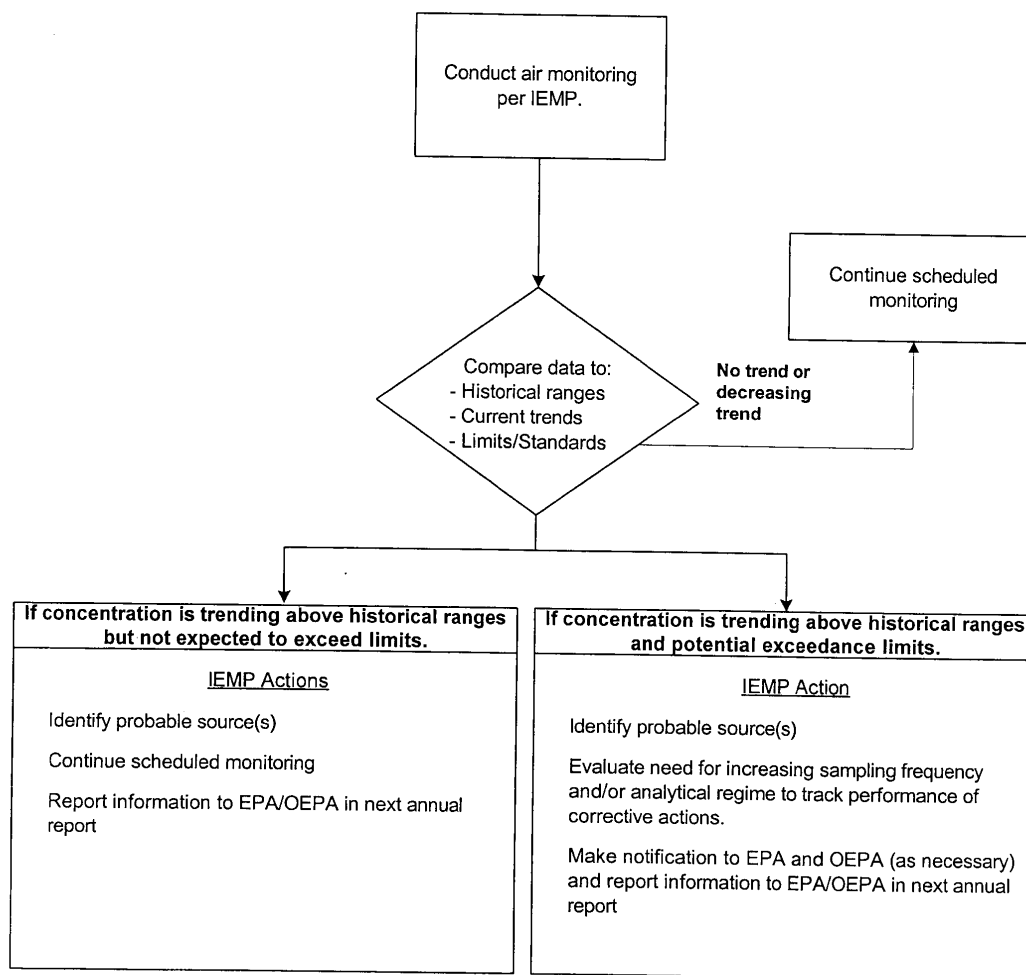 Conduct air monitoring
per IEMP.
Continue scheduled
monitoring
Compare data to:
- Historical ranges
- Current trends
- Limits/Standards
No trend or
decreasing
trend
If concentration is trending above historical ranges
but not expected to exceed limits.
IEMP Actions
Identify probable source(s)
Continue scheduled monitoring
Report information to EPA/OEPA in next annual
report
If concentration is trending above historical ranges
and potential exceedance limits.
IEMP Action
Identify probable source(s)
Evaluate need for increasing sampling frequency
and/or analytical regime to track performance of
corrective actions.
Make notification to EPA and OEPA (as necessary)
and report information to EPA/OEPA in next annual
report